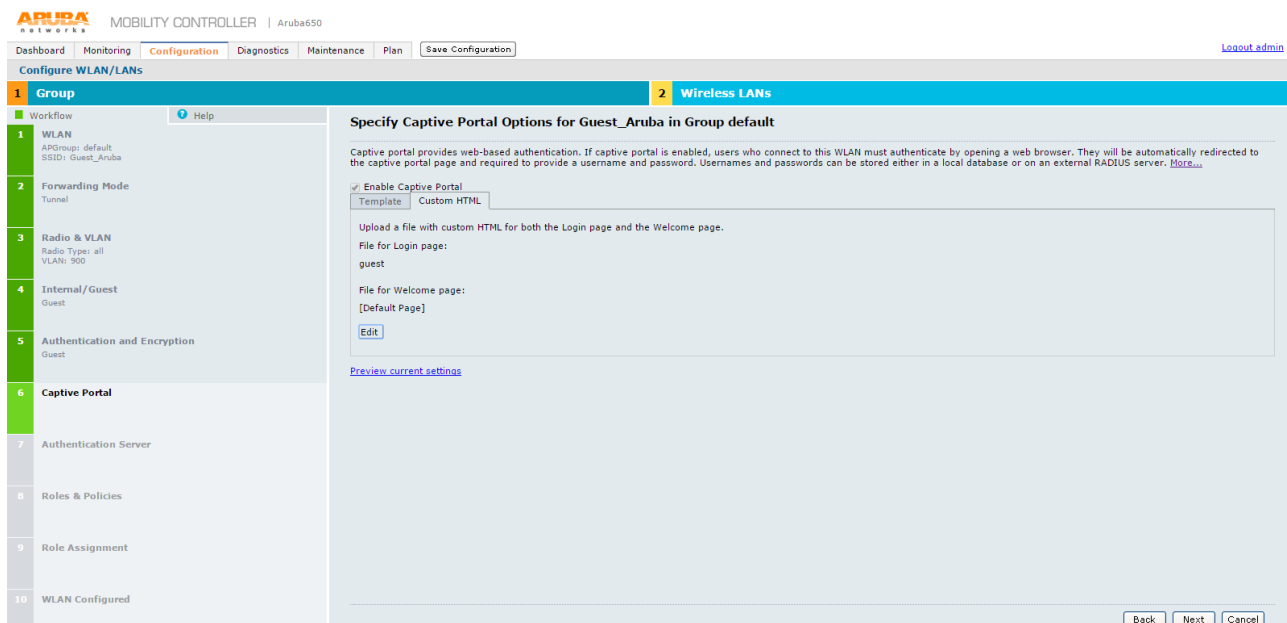 ARUBA
networks
MOBILITY CONTROLLER | Aruba650
Dashboard Monitoring Configuration Diagnostics Maintenance Plan Save Configuration Logout admin
Configure WLAN/LANs
1 Group 2 Wireless LANs
Workflow ? Help
1 WLAN
APGroup: default
SSID: Guest_Aruba
2 Forwarding Mode
Tunnel
3 Radio & VLAN
Radio Type: all
VLAN: 900
4 Internal/Guest
Guest
5 Authentication and Encryption
Guest
6 Captive Portal
7 Authentication Server
8 Roles & Policies
9 Role Assignment
10 WLAN Configured
Specify Captive Portal Options for Guest_Aruba in Group default
Captive portal provides web-based authentication. If captive portal is enabled, users who connect to this WLAN must authenticate by opening a web browser. They will be automatically redirected to
the captive portal page and required to provide a username and password. Usernames and passwords can be stored either in a local database or on an external RADIUS server. More...
Enable Captive Portal
Template Custom HTML
Upload a file with custom HTML for both the Login page and the Welcome page.
File for Login page:
guest
File for Welcome page:
[Default Page]
Edit
Preview current settings
Back Next Cancel